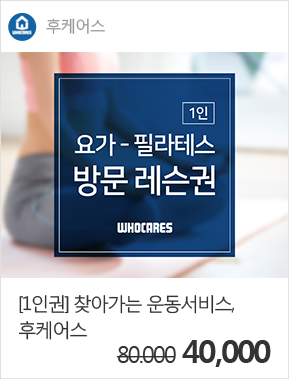 WHOCARES
후케어스
1인
요가 - 필라테스
방문 레슨권
WHOCARES
[1인권] 찾아가는 운동서비스,
후케어스
80.000 40,000